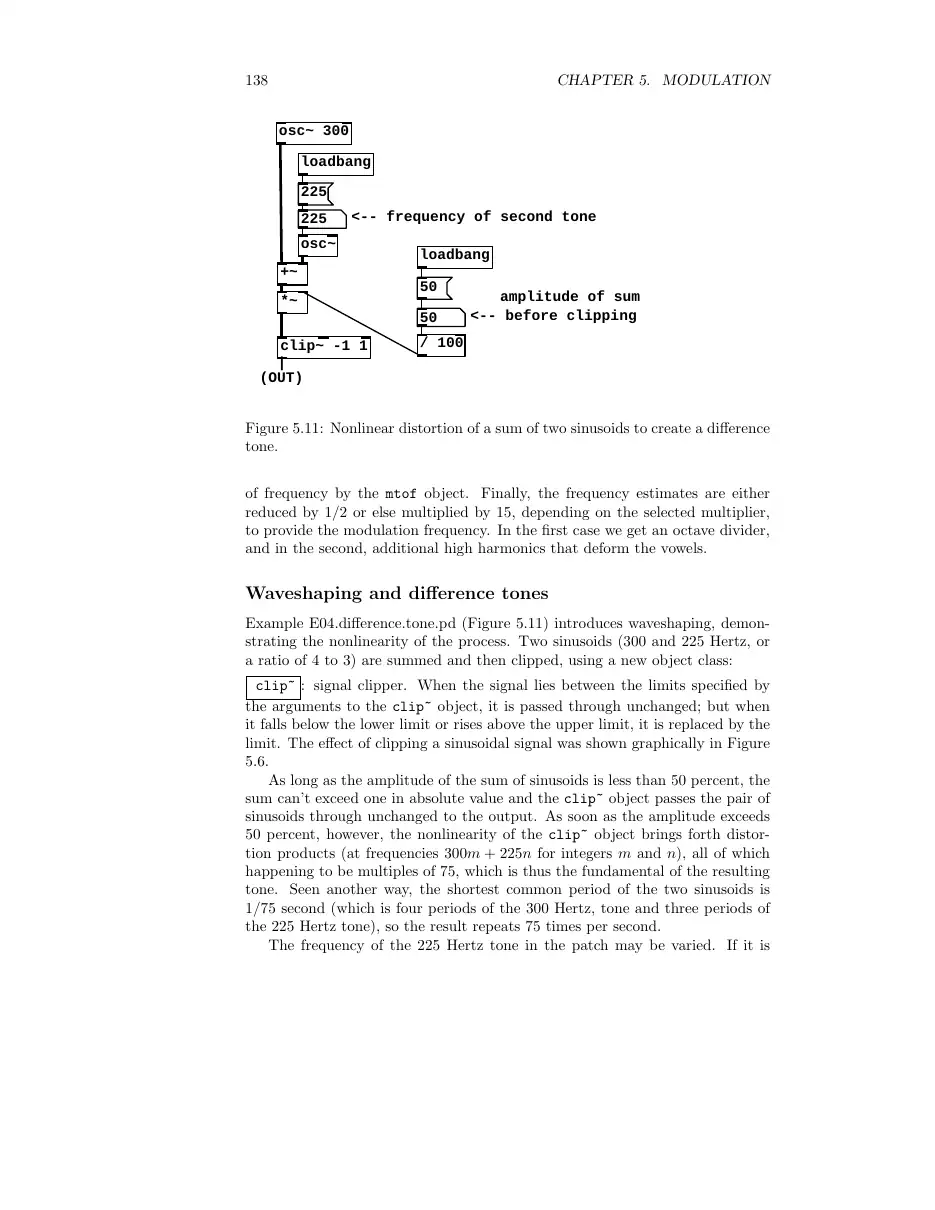 138
CHAPTER 5. MODULATION
osc~ 300
loadbang
225
225
<-- frequency of second tone
osc~
loadbang
+~
50
*~
amplitude of sum
50
<-- before clipping
/ 100
clip~ -1 1
(OUT)
Figure 5.11: Nonlinear distortion of a sum of two sinusoids to create a difference
tone.
of frequency by the mtof object. Finally, the frequency estimates are either
reduced by 1/2 or else multiplied by 15, depending on the selected multiplier,
to provide the modulation frequency. In the first case we get an octave divider,
and in the second, additional high harmonics that deform the vowels.
Waveshaping and difference tones
Example E04.difference.tone.pd (Figure 5.11) introduces waveshaping, demon-
strating the nonlinearity of the process. Two sinusoids (300 and 225 Hertz, or
a ratio of 4 to 3) are summed and then clipped, using a new object class:
clip~ : signal clipper. When the signal lies between the limits specified by
the arguments to the clip~ object, it is passed through unchanged; but when
it falls below the lower limit or rises above the upper limit, it is replaced by the
limit. The effect of clipping a sinusoidal signal was shown graphically in Figure
5.6.
As long as the amplitude of the sum of sinusoids is less than 50 percent, the
sum can't exceed one in absolute value and the clip~ object passes the pair of
sinusoids through unchanged to the output. As soon as the amplitude exceeds
50 percent, however, the nonlinearity of the clip~ object brings forth distor-
tion products (at frequencies 300m + 225n for integers m and n), all of which
happening to be multiples of 75, which is thus the fundamental of the resulting
tone. Seen another way, the shortest common period of the two sinusoids is
1/75 second (which is four periods of the 300 Hertz, tone and three periods of
the 225 Hertz tone), so the result repeats 75 times per second.
The frequency of the 225 Hertz tone in the patch may be varied. If it is